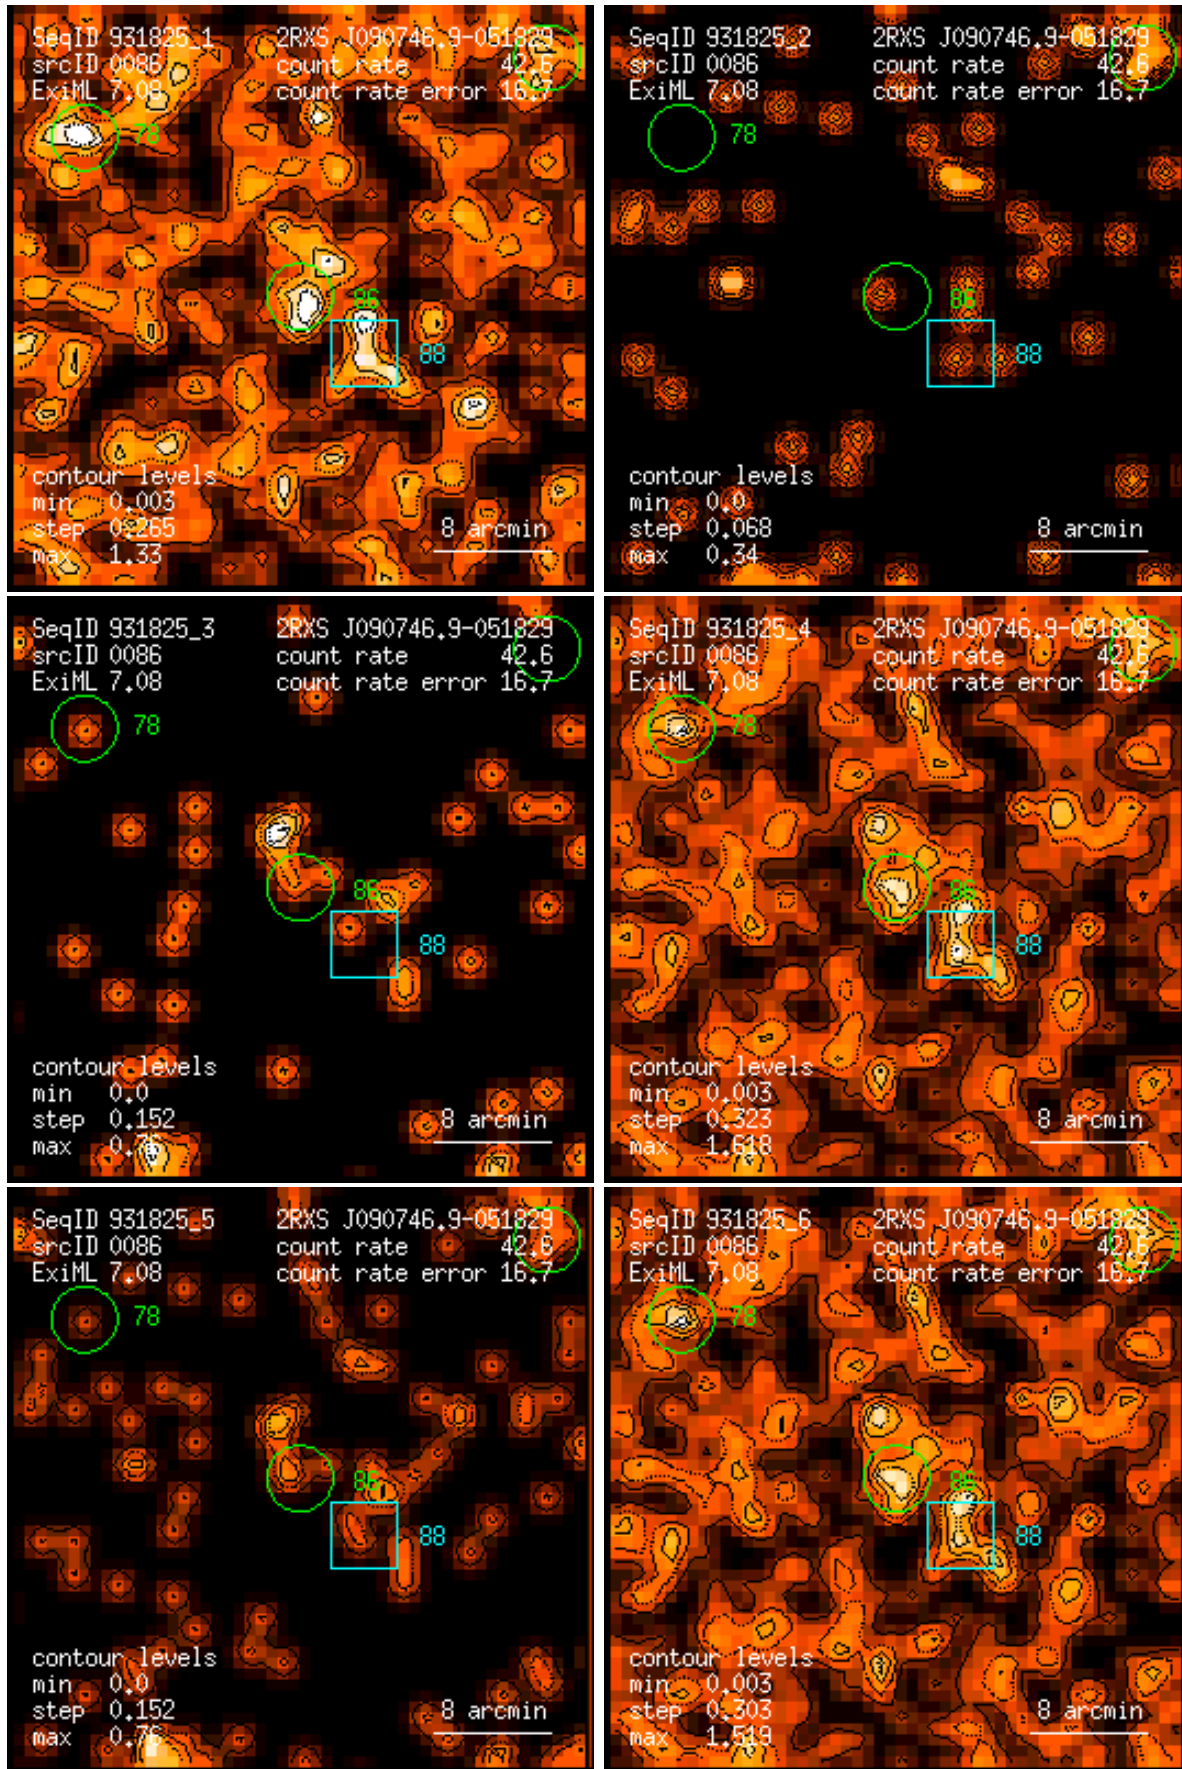 SeqID 931825_1 2RXS J090746.9-051829
srcID 0086 count rate 42.6
ExiML 7.08 count rate error 16.7
78
86
88
contour levels
min 0.003
step 0.265
max 1.33
8 arcmin
SeqID 931825_2 2RXS J090746.9-051829
srcID 0086 count rate 42.6
ExiML 7.08 count rate error 16.7
78
86
88
contour levels
min 0.0
step 0.068
max 0.34
8 arcmin
SeqID 931825_3 2RXS J090746.9-051829
srcID 0086 count rate 42.6
ExiML 7.08 count rate error 16.7
78
86
88
contour levels
min 0.0
step 0.152
max 0.76
8 arcmin
SeqID 931825_4 2RXS J090746.9-051829
srcID 0086 count rate 42.6
ExiML 7.08 count rate error 16.7
78
86
88
contour levels
min 0.003
step 0.323
max 1.618
8 arcmin
SeqID 931825_5 2RXS J090746.9-051829
srcID 0086 count rate 42.6
ExiML 7.08 count rate error 16.7
78
86
88
contour levels
min 0.0
step 0.152
max 0.76
8 arcmin
SeqID 931825_6 2RXS J090746.9-051829
srcID 0086 count rate 42.6
ExiML 7.08 count rate error 16.7
78
86
88
contour levels
min 0.003
step 0.303
max 1.519
8 arcmin